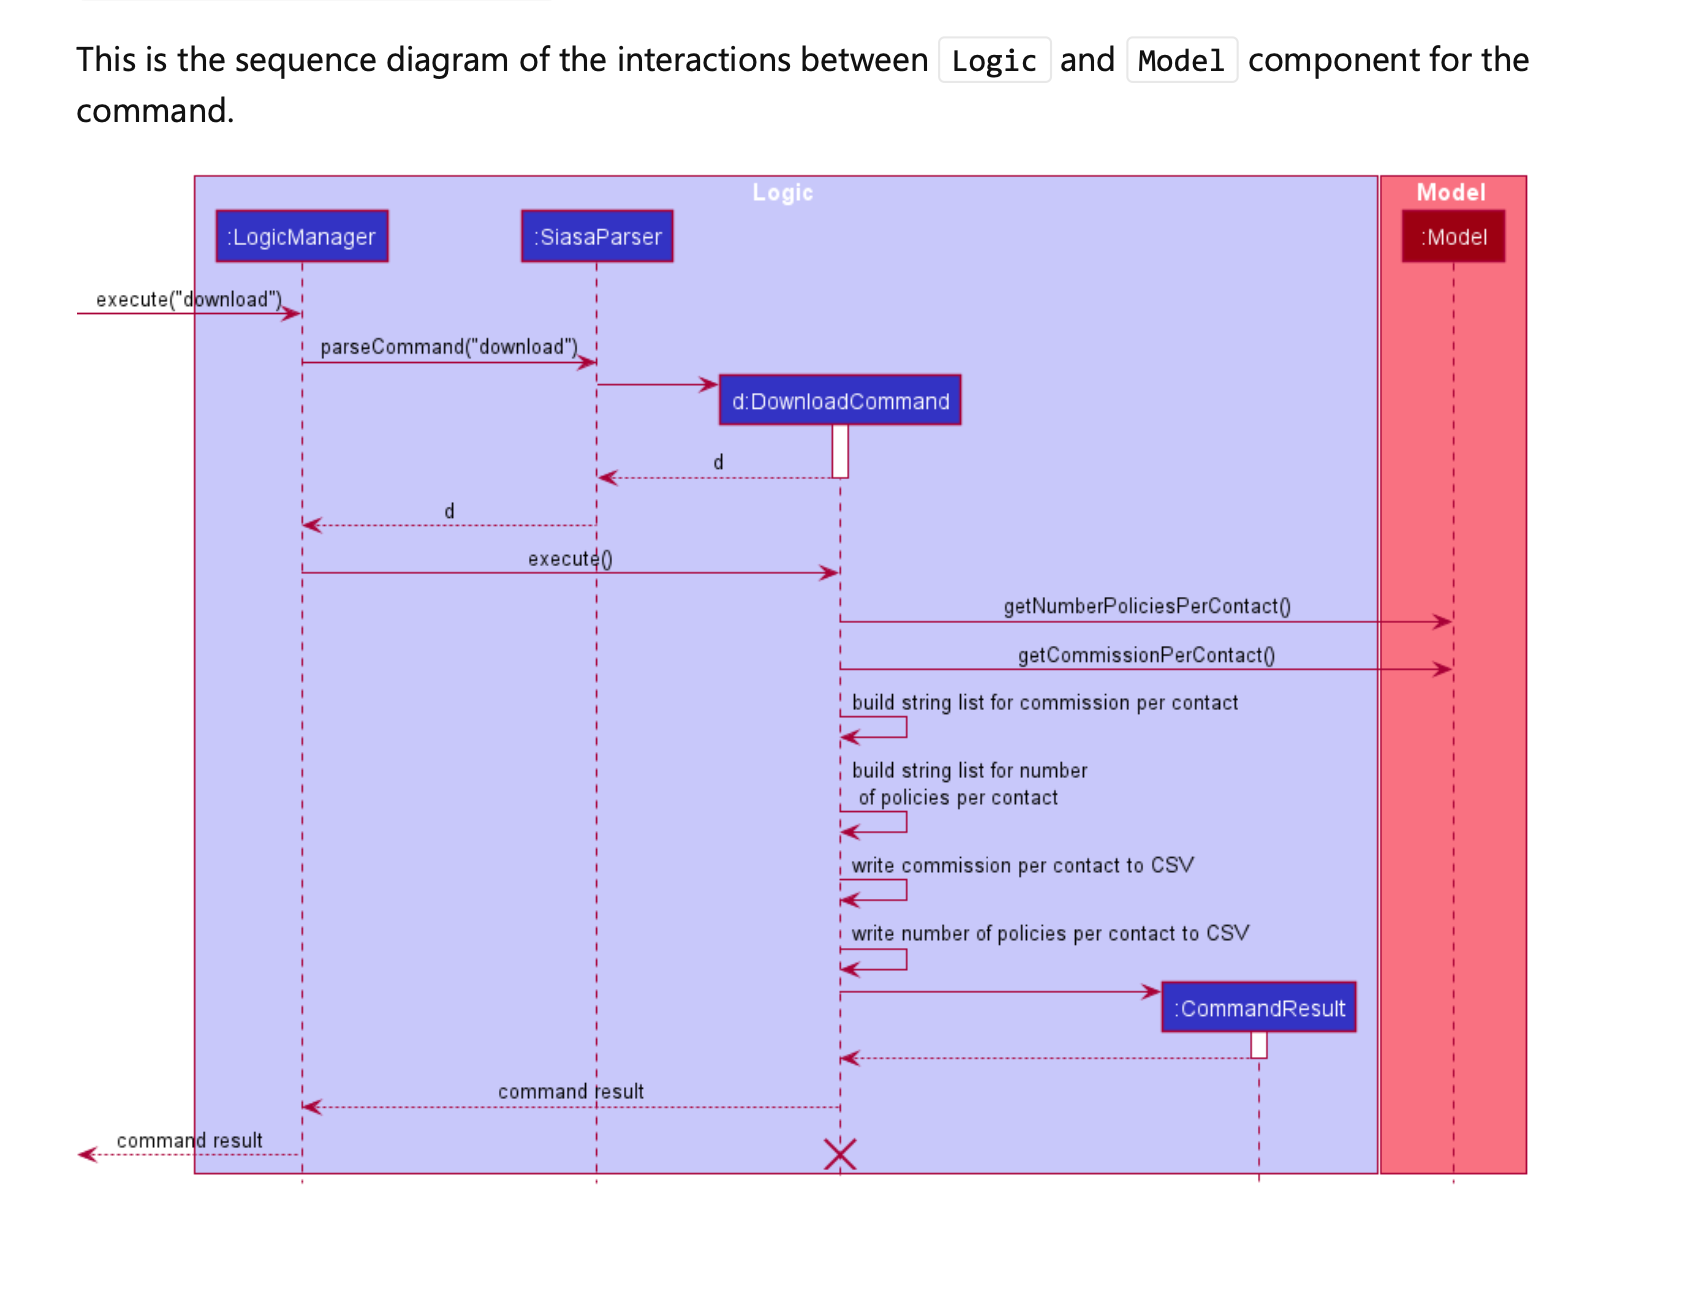 This is the sequence diagram of the interactions between Logic and Model component for the
command.
Logic
Model
:LogicManager
:SiasaParser
:Model
execute("download")
parseCommand("download")
d:DownloadCommand
d
d
execute()
getNumberPoliciesPerContact()
getCommissionPerContact()
build string list for commission per contact
build string list for number
of policies per contact
write commission per contact to CSV
write number of policies per contact to CSV
:CommandResult
command result
command result